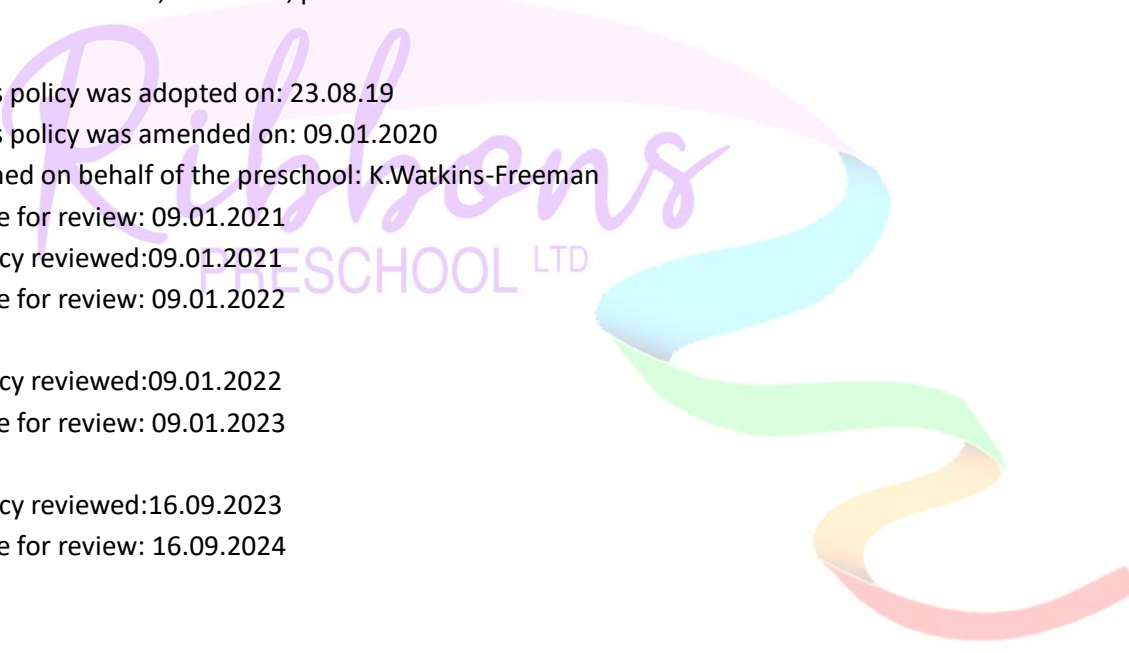 s policy was adopted on: 23.08.19
s policy was amended on: 09.01.2020
ned on behalf of the preschool: K.Watkins-Freeman
e for review: 09.01.2021
cy reviewed:09.01.2021
e for review: 09.01.2022
cy reviewed:09.01.2022
e for review: 09.01.2023
cy reviewed:16.09.2023
e for review: 16.09.2024
Ribbons
PRESCHOOL LTD